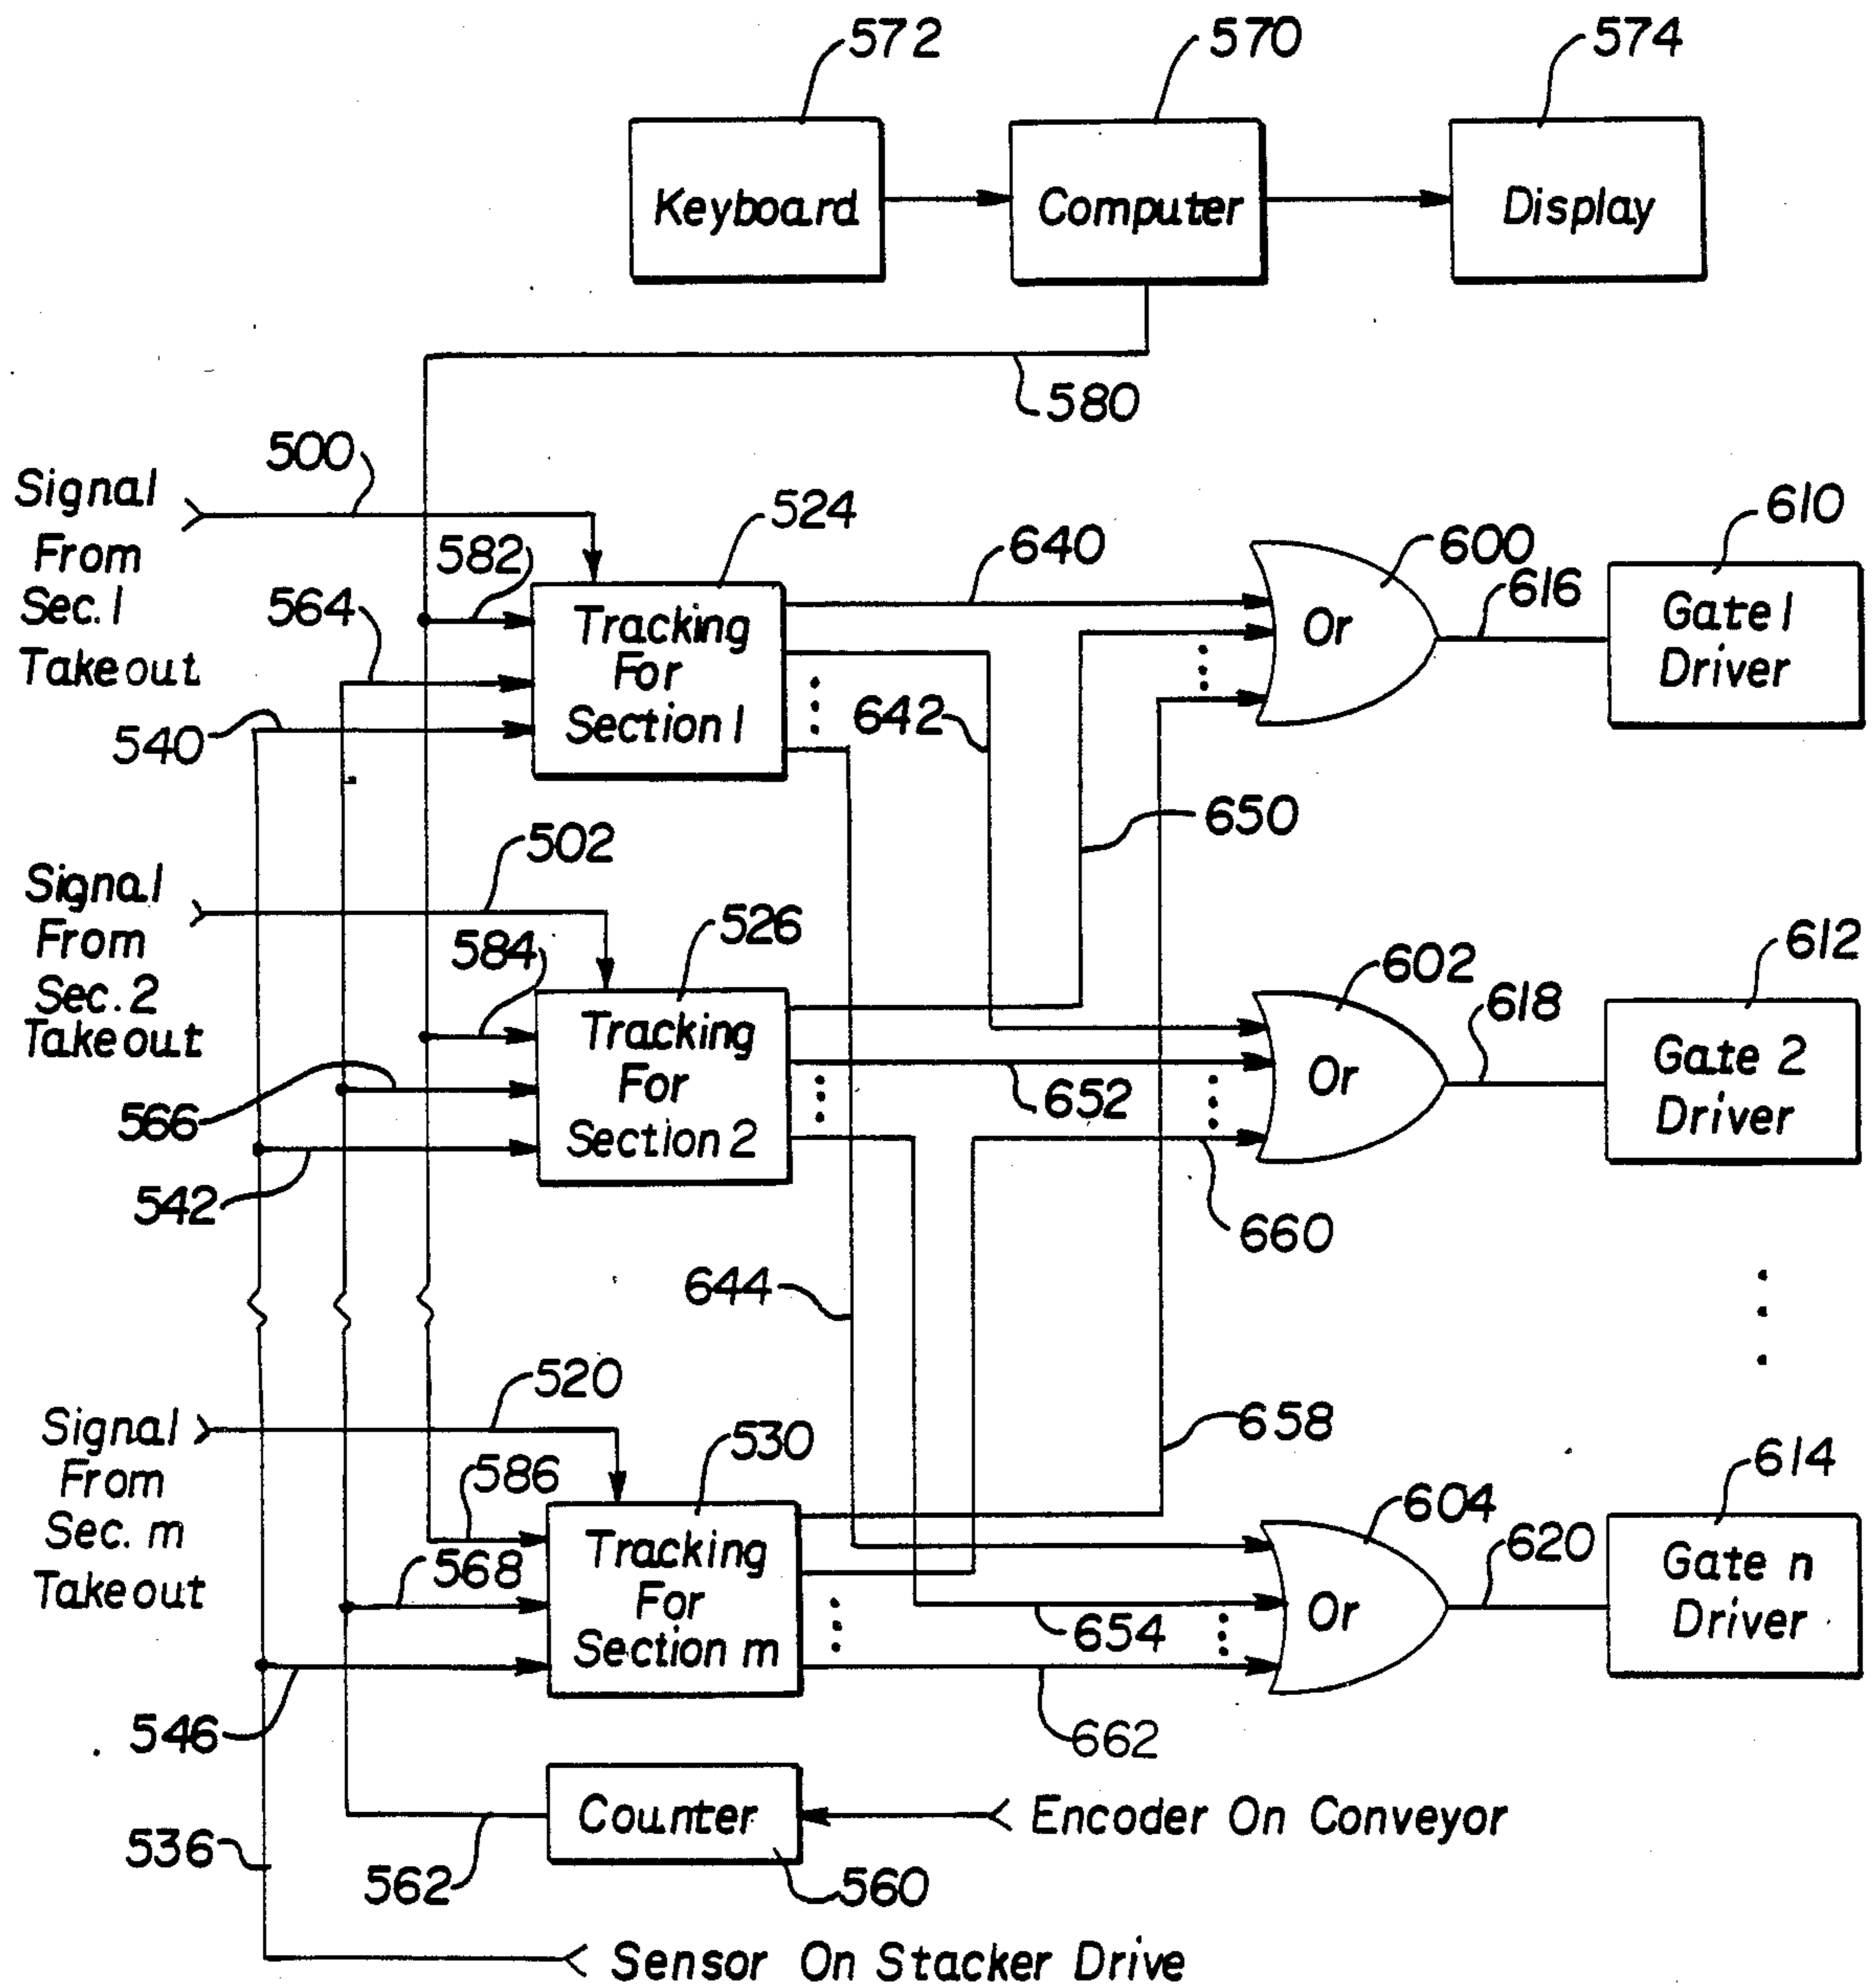 572
570
574
Keyboard
Computer
Display
580
500
Signal
From
Sec. 1
Takeout
524
582
564
540
Tracking
For
Section 1
640
642
650
600
Or
616
610
Gate 1
Driver
502
Signal
From
Sec. 2
Takeout
526
584
566
542
Tracking
For
Section 2
652
660
602
Or
618
612
Gate 2
Driver
644
658
520
Signal
From
Sec. m
Takeout
530
586
568
546
Tracking
For
Section m
654
662
604
Or
620
614
Gate n
Driver
Counter
Encoder On Conveyor
536
562
560
Sensor On Stacker Drive